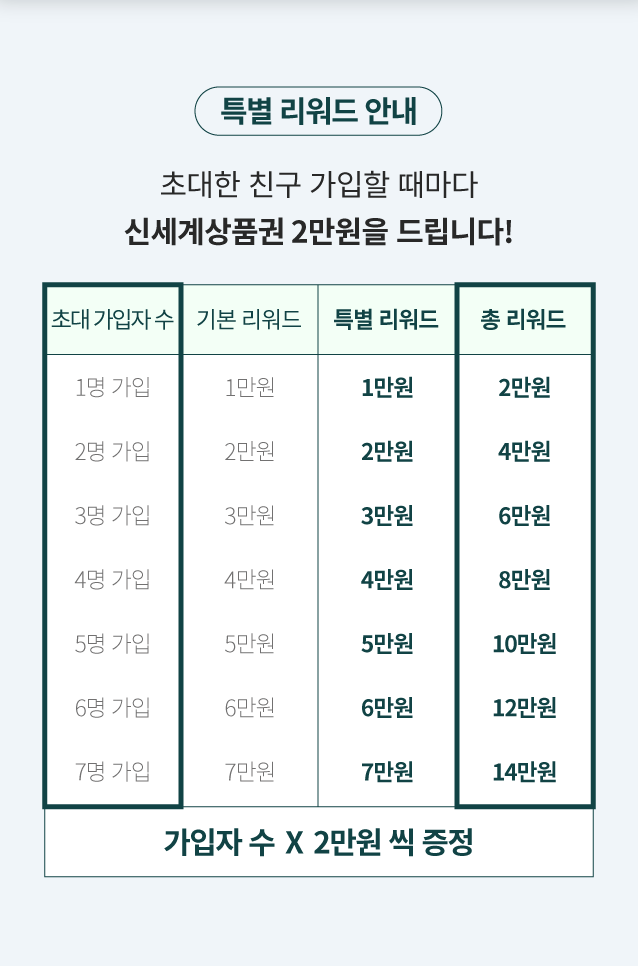 특별 리워드 안내
초대한 친구 가입할 때마다
신세계상품권 2만원을 드립니다!
초대 가입자 수 기본 리워드 특별 리워드 총 리워드
1명 가입 1만원 1만원 2만원
2명 가입 2만원 2만원 4만원
3명 가입 3만원 3만원 6만원
4명 가입 4만원 4만원 8만원
5명 가입 5만원 5만원 10만원
6명 가입 6만원 6만원 12만원
7명 가입 7만원 7만원 14만원
가입자 수 X 2만원 씩 증정